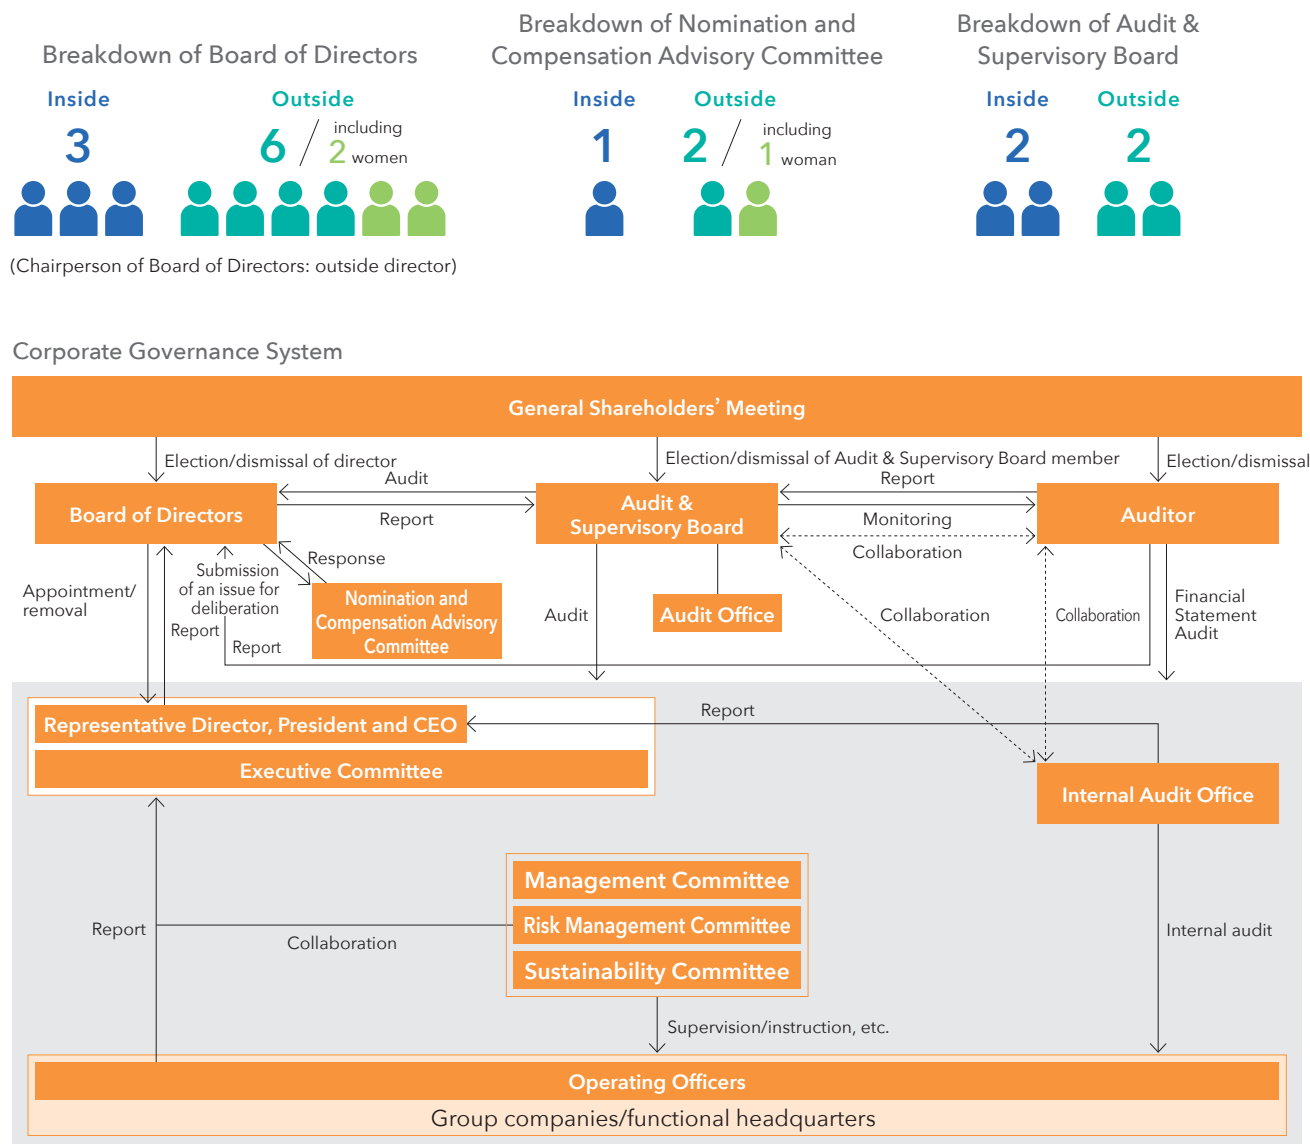 Breakdown of Board of Directors
Inside
3
Outside
6
including
2 women
(Chairperson of Board of Directors: outside director)
Breakdown of Nomination and
Compensation Advisory Committee
Inside
1
Outside
2
including
1 woman
Breakdown of Audit &
Supervisory Board
Inside
2
Outside
2
Corporate Governance System
General Shareholders’ Meeting
Election/dismissal of director
Election/dismissal of Audit & Supervisory Board member
Election/dismissal
Board of Directors
Audit
Report
Audit &
Supervisory Board
Report
Monitoring
Collaboration
Auditor
Appointment/
removal
Report
Submission
of an issue for
deliberation
Response
Report
Nomination and
Compensation Advisory
Committee
Audit
Audit Office
Collaboration
Collaboration
Financial
Statement
Audit
Representative Director, President and CEO
Executive Committee
Report
Internal Audit Office
Management Committee
Risk Management Committee
Sustainability Committee
Report
Collaboration
Internal audit
Supervision/instruction, etc.
Operating Officers
Group companies/functional headquarters